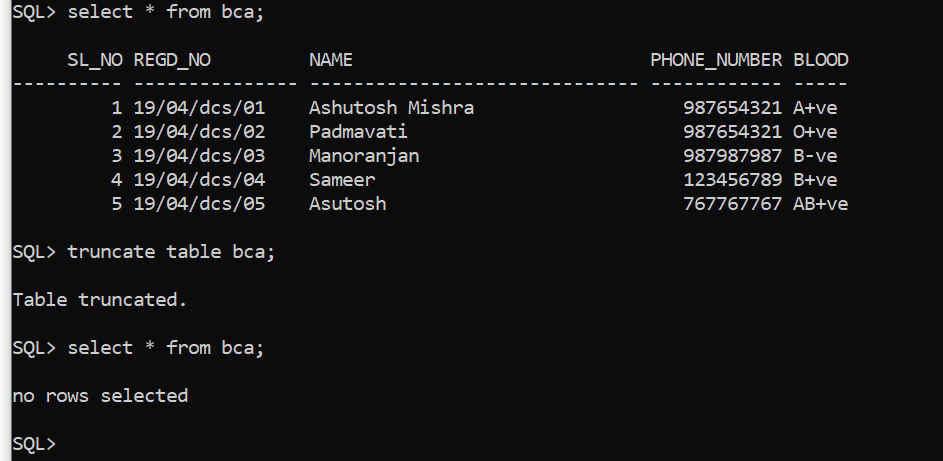 SQL> select * from bca;
     SL_NO REGD_NO         NAME                           PHONE_NUMBER BLOOD
---------- --------------- ------------------------------ ------------ -----
         1 19/04/dcs/01    Ashutosh Mishra                   987654321 A+ve
         2 19/04/dcs/02    Padmavati                         987654321 O+ve
         3 19/04/dcs/03    Manoranjan                        987987987 B-ve
         4 19/04/dcs/04    Sameer                            123456789 B+ve
         5 19/04/dcs/05    Asutosh                           767767767 AB+ve
SQL> truncate table bca;
Table truncated.
SQL> select * from bca;
no rows selected
SQL>